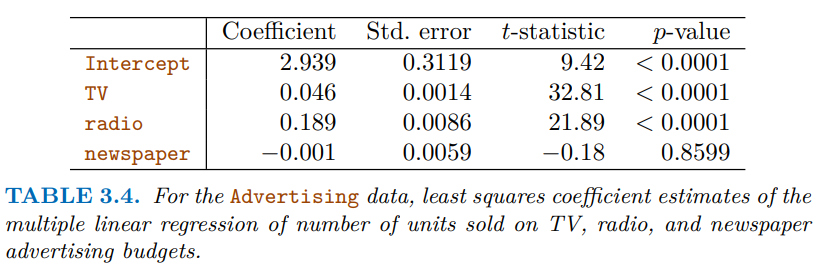 Coefficient Std. error t-statistic p-value
Intercept 2.939 0.3119 9.42 < 0.0001
TV 0.046 0.0014 32.81 < 0.0001
radio 0.189 0.0086 21.89 < 0.0001
newspaper −0.001 0.0059 −0.18 0.8599
TABLE 3.4. For the Advertising data, least squares coefficient estimates of the
multiple linear regression of number of units sold on TV, radio, and newspaper
advertising budgets.